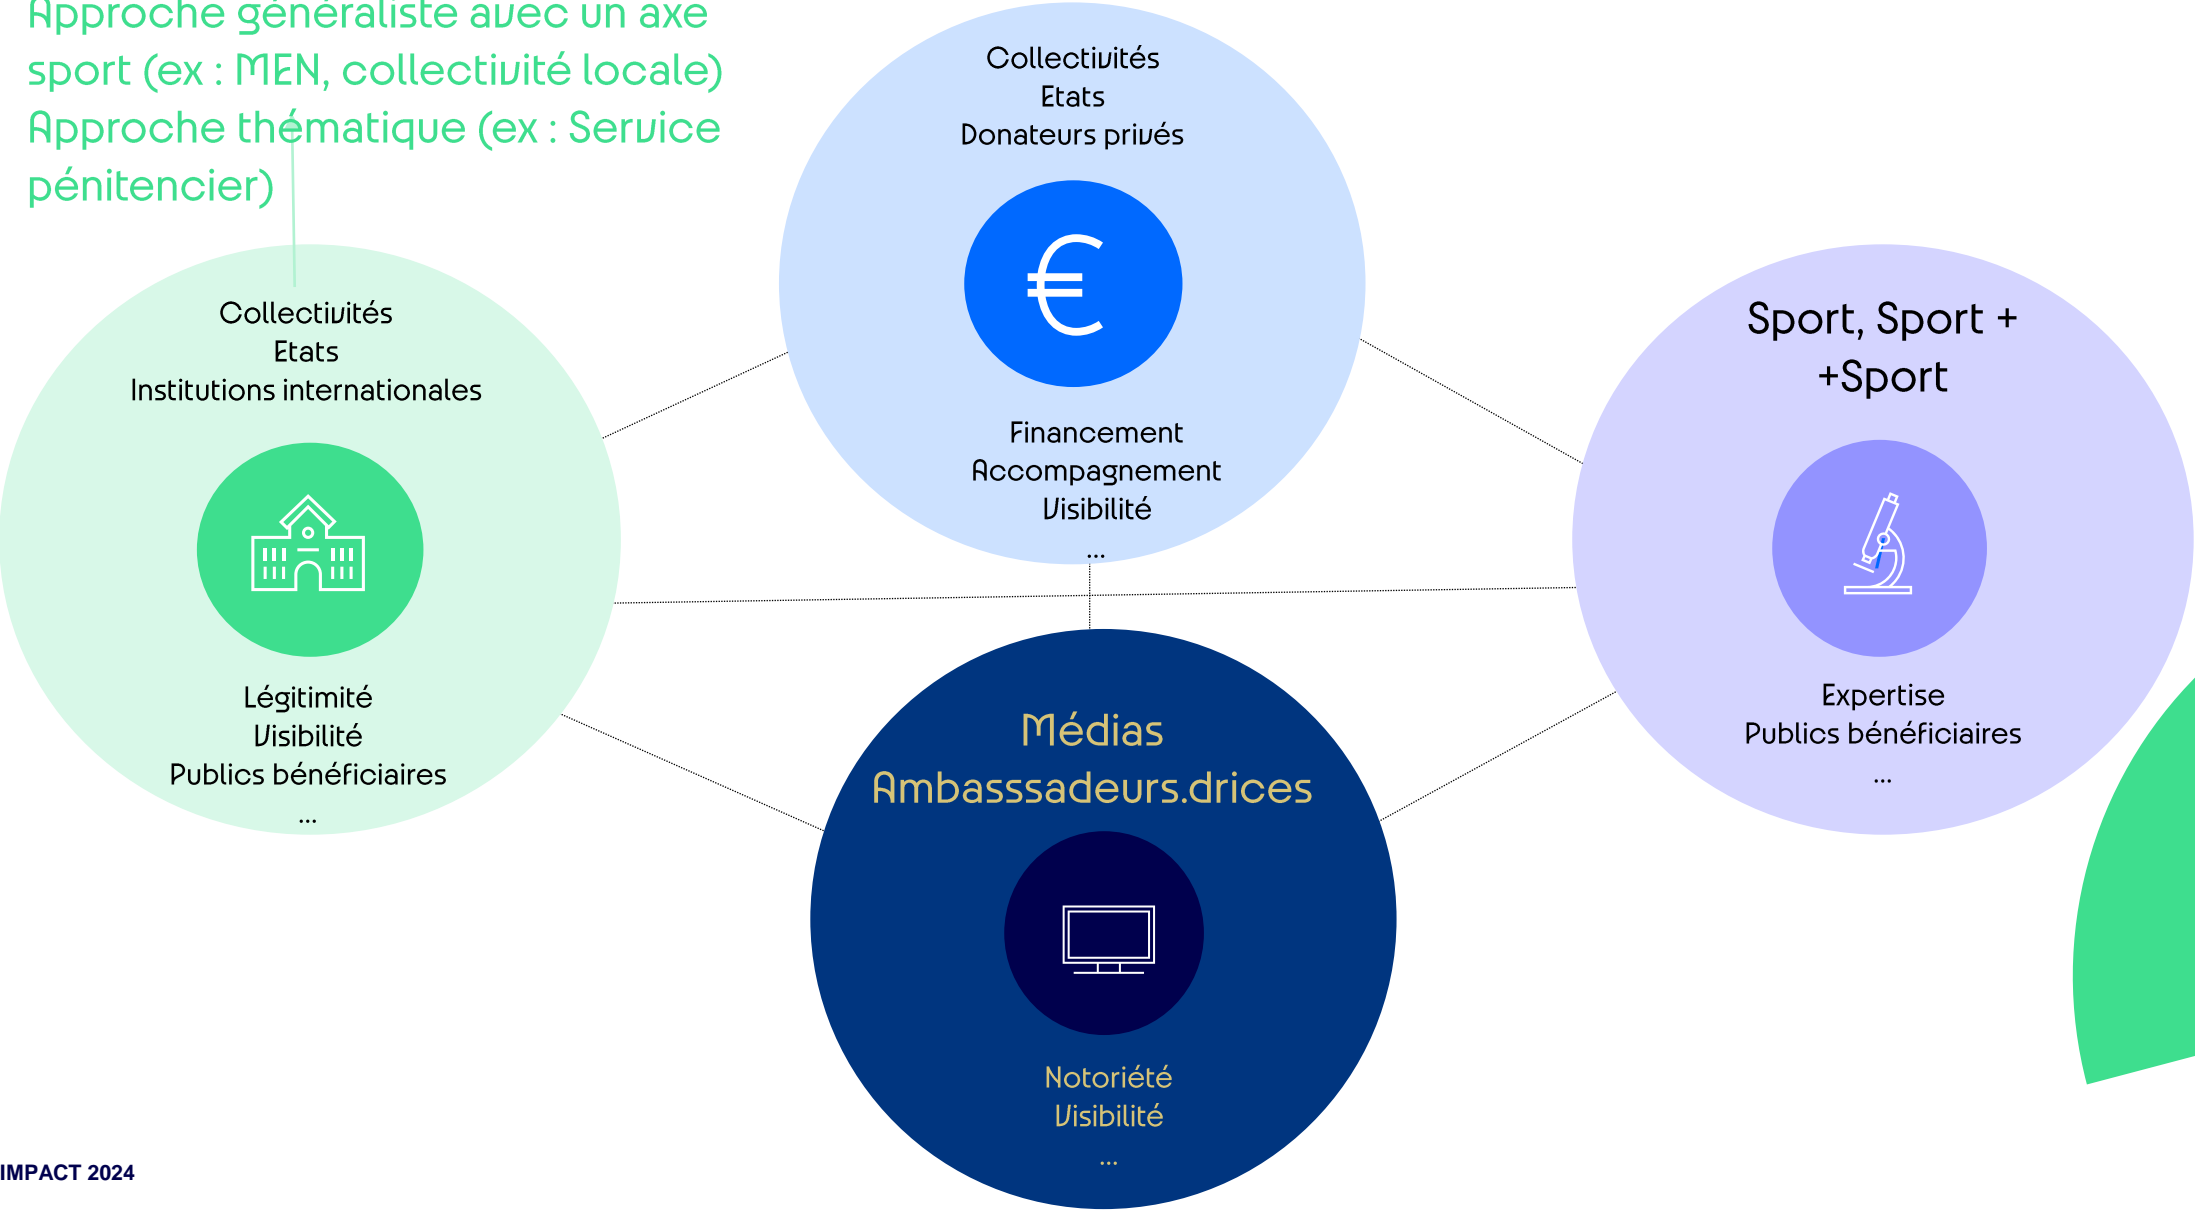 Approche généraliste avec un axe
sport (ex : MEN, collectivité locale)
Approche thématique (ex : Service
pénitencier)
Collectivités
Etats
Donateurs privés
€
Financement
Accompagnement
Visibilité
...
Collectivités
Etats
Institutions internationales
Légitimité
Visibilité
Publics bénéficiaires
...
Sport, Sport +
+Sport
Expertise
Publics bénéficiaires
...
Médias
Ambasssadeurs.drices
Notoriété
Visibilité
...
IMPACT 2024